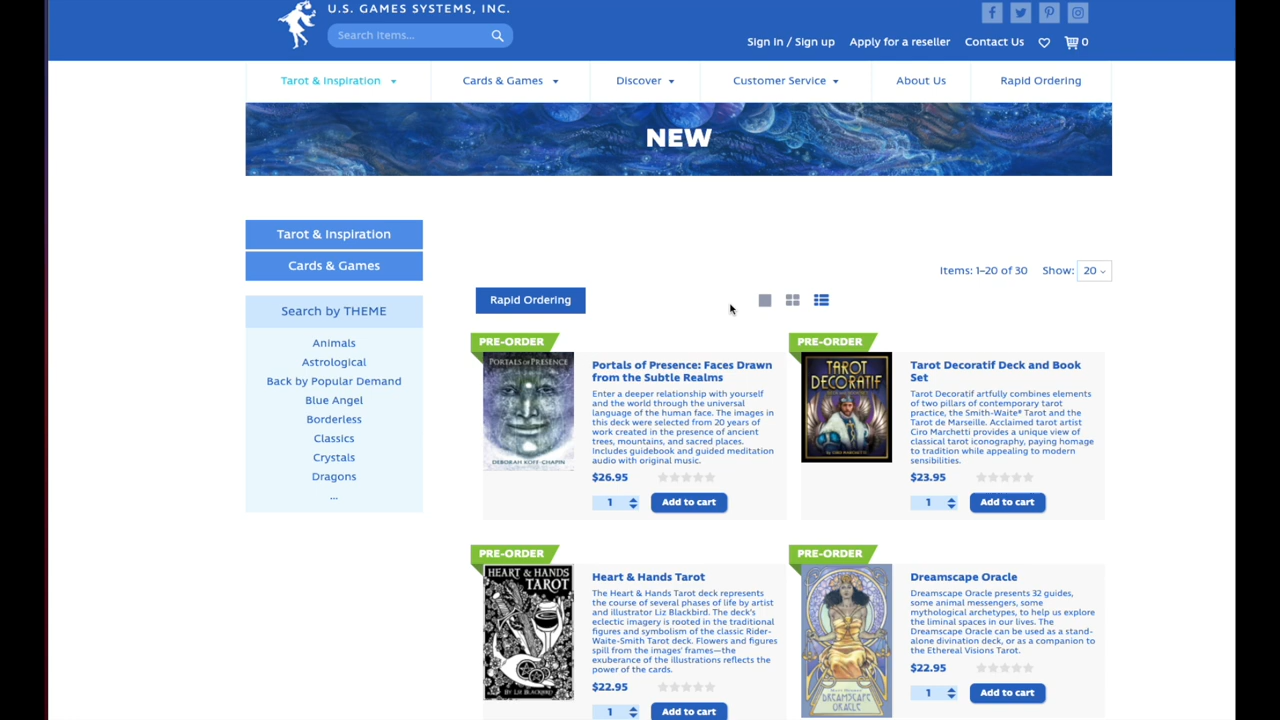 U.S. GAMES SYSTEMS, INC.
Search Items...
Sign In / Sign up
Apply for a reseller
Contact Us
0
Tarot & Inspiration
Cards & Games
Discover
Customer Service
About Us
Rapid Ordering
NEW
Tarot & Inspiration
Cards & Games
Search by THEME
Animals
Astrological
Back by Popular Demand
Blue Angel
Borderless
Classics
Crystals
Dragons
...
Items: 1–20 of 30
Show: 20
Rapid Ordering
PRE-ORDER
PORTALS OF PRESENCE
DEBORAH KOFF-CHAPIN
Portals of Presence: Faces Drawn
from the Subtle Realms
Enter a deeper relationship with yourself
and the world through the universal
language of the human face. The images in
this deck were selected from 20 years of
work created in the presence of ancient
trees, mountains, and sacred places.
Includes guidebook and guided meditation
audio with original music.
$26.95
1
Add to cart
PRE-ORDER
TAROT
DECORATIF
Tarot Decoratif Deck and Book
Set
Tarot Decoratif artfully combines elements
of two pillars of contemporary tarot
practice, the Smith-Waite® Tarot and the
Tarot de Marseille. Acclaimed tarot artist
Ciro Marchetti provides a unique view of
classical tarot iconography, paying homage
to tradition while appealing to modern
sensibilities.
$23.95
1
Add to cart
PRE-ORDER
HEART & HANDS
TAROT
BY LIZ BLACKBIRD
Heart & Hands Tarot
The Heart & Hands Tarot deck represents
the course of several phases of life by artist
and illustrator Liz Blackbird. The deck's
eclectic imagery is rooted in the traditional
figures and symbolism of the classic Rider-
Waite-Smith Tarot deck. Flowers and figures
spill from the images' frames—the
exuberance of the illustrations reflects the
power of the cards.
$22.95
1
Add to cart
PRE-ORDER
DREAMSCAPE
ORACLE
Dreamscape Oracle
Dreamscape Oracle presents 32 guides,
some animal messengers, some
mythological archetypes, to help us explore
the liminal spaces in our lives. The
Dreamscape Oracle can be used as a stand-
alone divination deck, or as a companion to
the Ethereal Visions Tarot.
$22.95
1
Add to cart